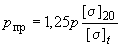 p_пр = 1,25p [σ]_20 / [σ]_t